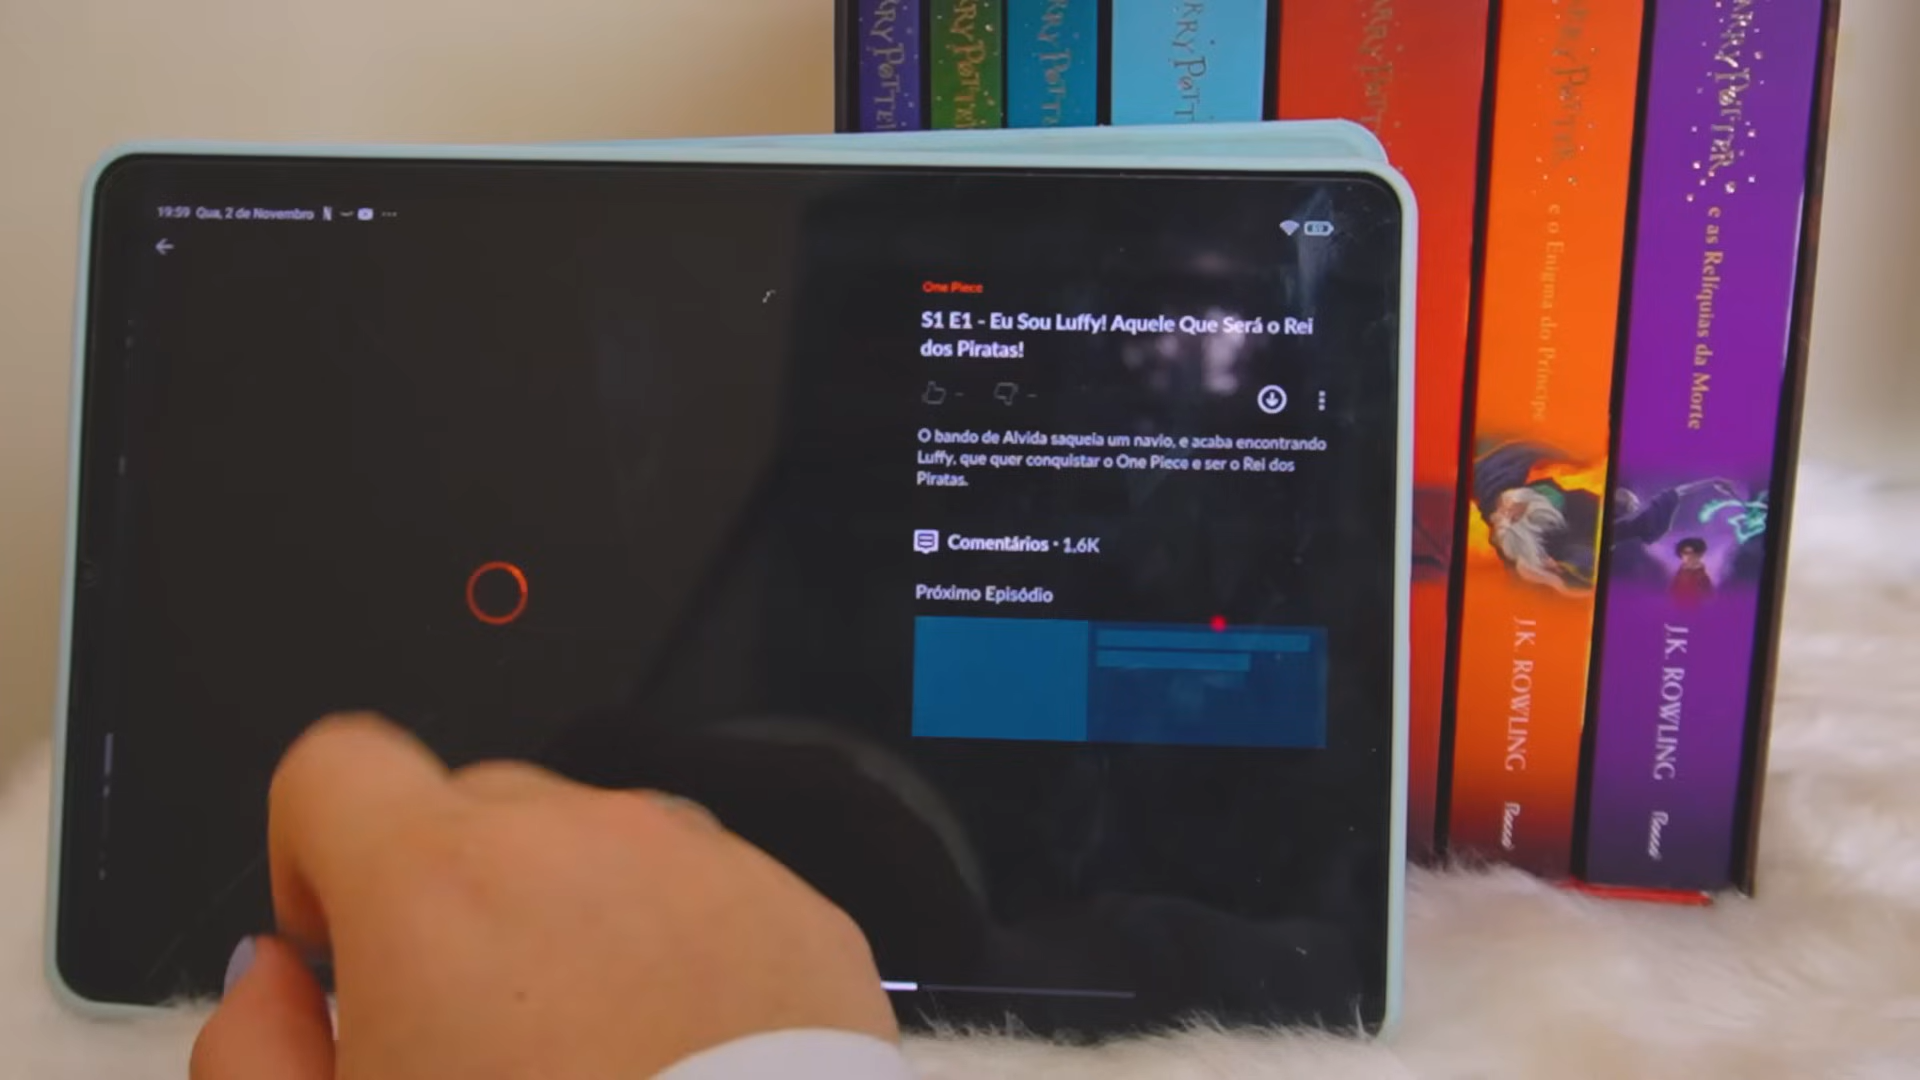 19:59 Qua, 2 de Novembro
One Piece
S1 E1 - Eu Sou Luffy! Aquele Que Será o Rei
dos Piratas!
O bando de Alvida saqueia um navio, e acaba encontrando
Luffy, que quer conquistar o One Piece e ser o Rei dos
Piratas.
Comentários • 1.6K
Próximo Episódio
e o Enigma do Príncipe
J.K. ROWLING
Rocco
e as Relíquias da Morte
J.K. ROWLING
Rocco